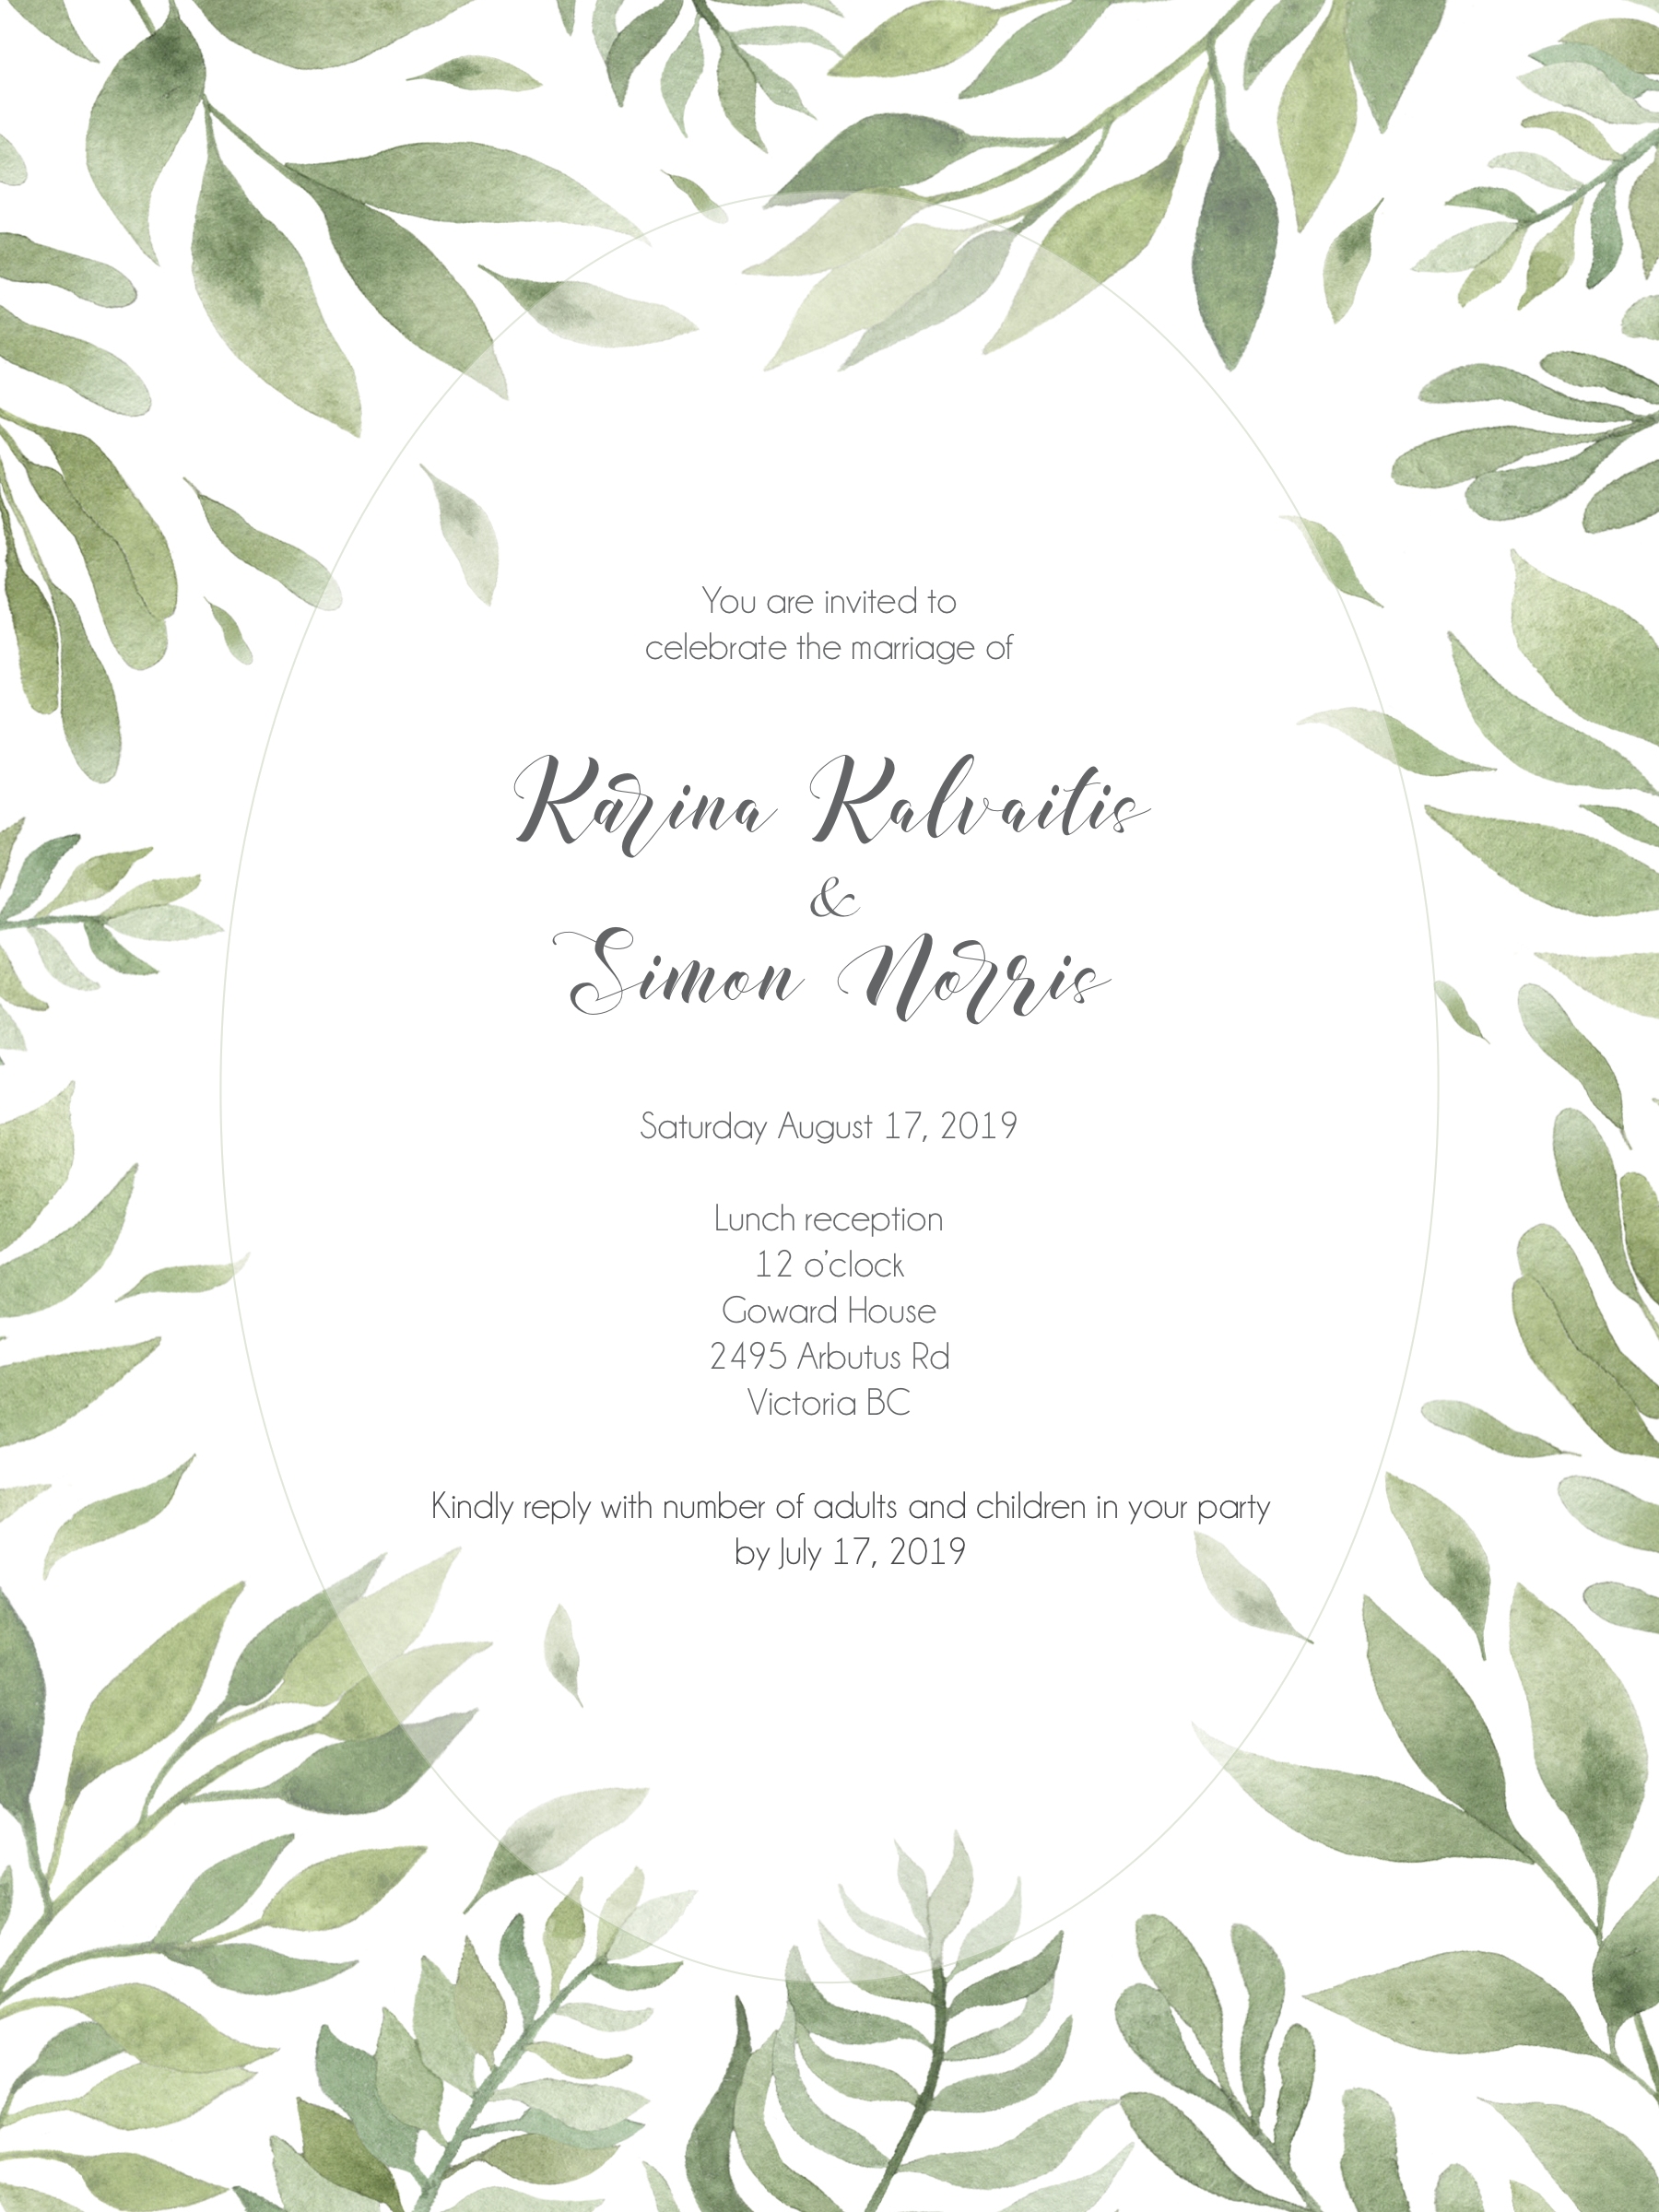 You are invited to
celebrate the marriage of
Karina Kalvaitis
&
Simon Norris
Saturday August 17, 2019
Lunch reception
12 o'clock
Goward House
2495 Arbutus Rd
Victoria BC
Kindly reply with number of adults and children in your party
by July 17, 2019